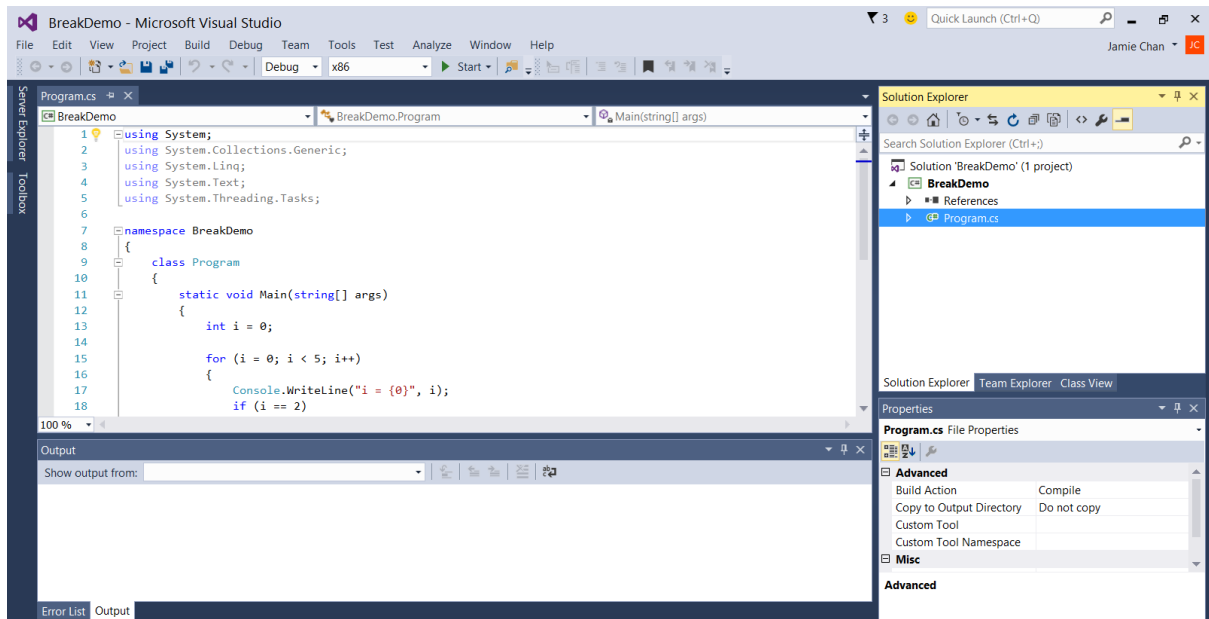 BreakDemo - Microsoft Visual Studio
3
Quick Launch (Ctrl+Q)
File Edit View Project Build Debug Team Tools Test Analyze Window Help
Jamie Chan
JC
Debug
x86
Start
Server Explorer
Toolbox
Program.cs
BreakDemo
BreakDemo.Program
Main(string[] args)
1 using System;
2 using System.Collections.Generic;
3 using System.Linq;
4 using System.Text;
5 using System.Threading.Tasks;
6
7 namespace BreakDemo
8 {
9 class Program
10 {
11 static void Main(string[] args)
12 {
13 int i = 0;
14
15 for (i = 0; i < 5; i++)
16 {
17 Console.WriteLine("i = {0}", i);
18 if (i == 2)
100 %
Output
Show output from:
Error List Output
Solution Explorer
Search Solution Explorer (Ctrl+;)
Solution 'BreakDemo' (1 project)
C# BreakDemo
References
C# Program.cs
Solution Explorer Team Explorer Class View
Properties
Program.cs File Properties
Advanced
Build Action Compile
Copy to Output Directory Do not copy
Custom Tool
Custom Tool Namespace
Misc
Advanced